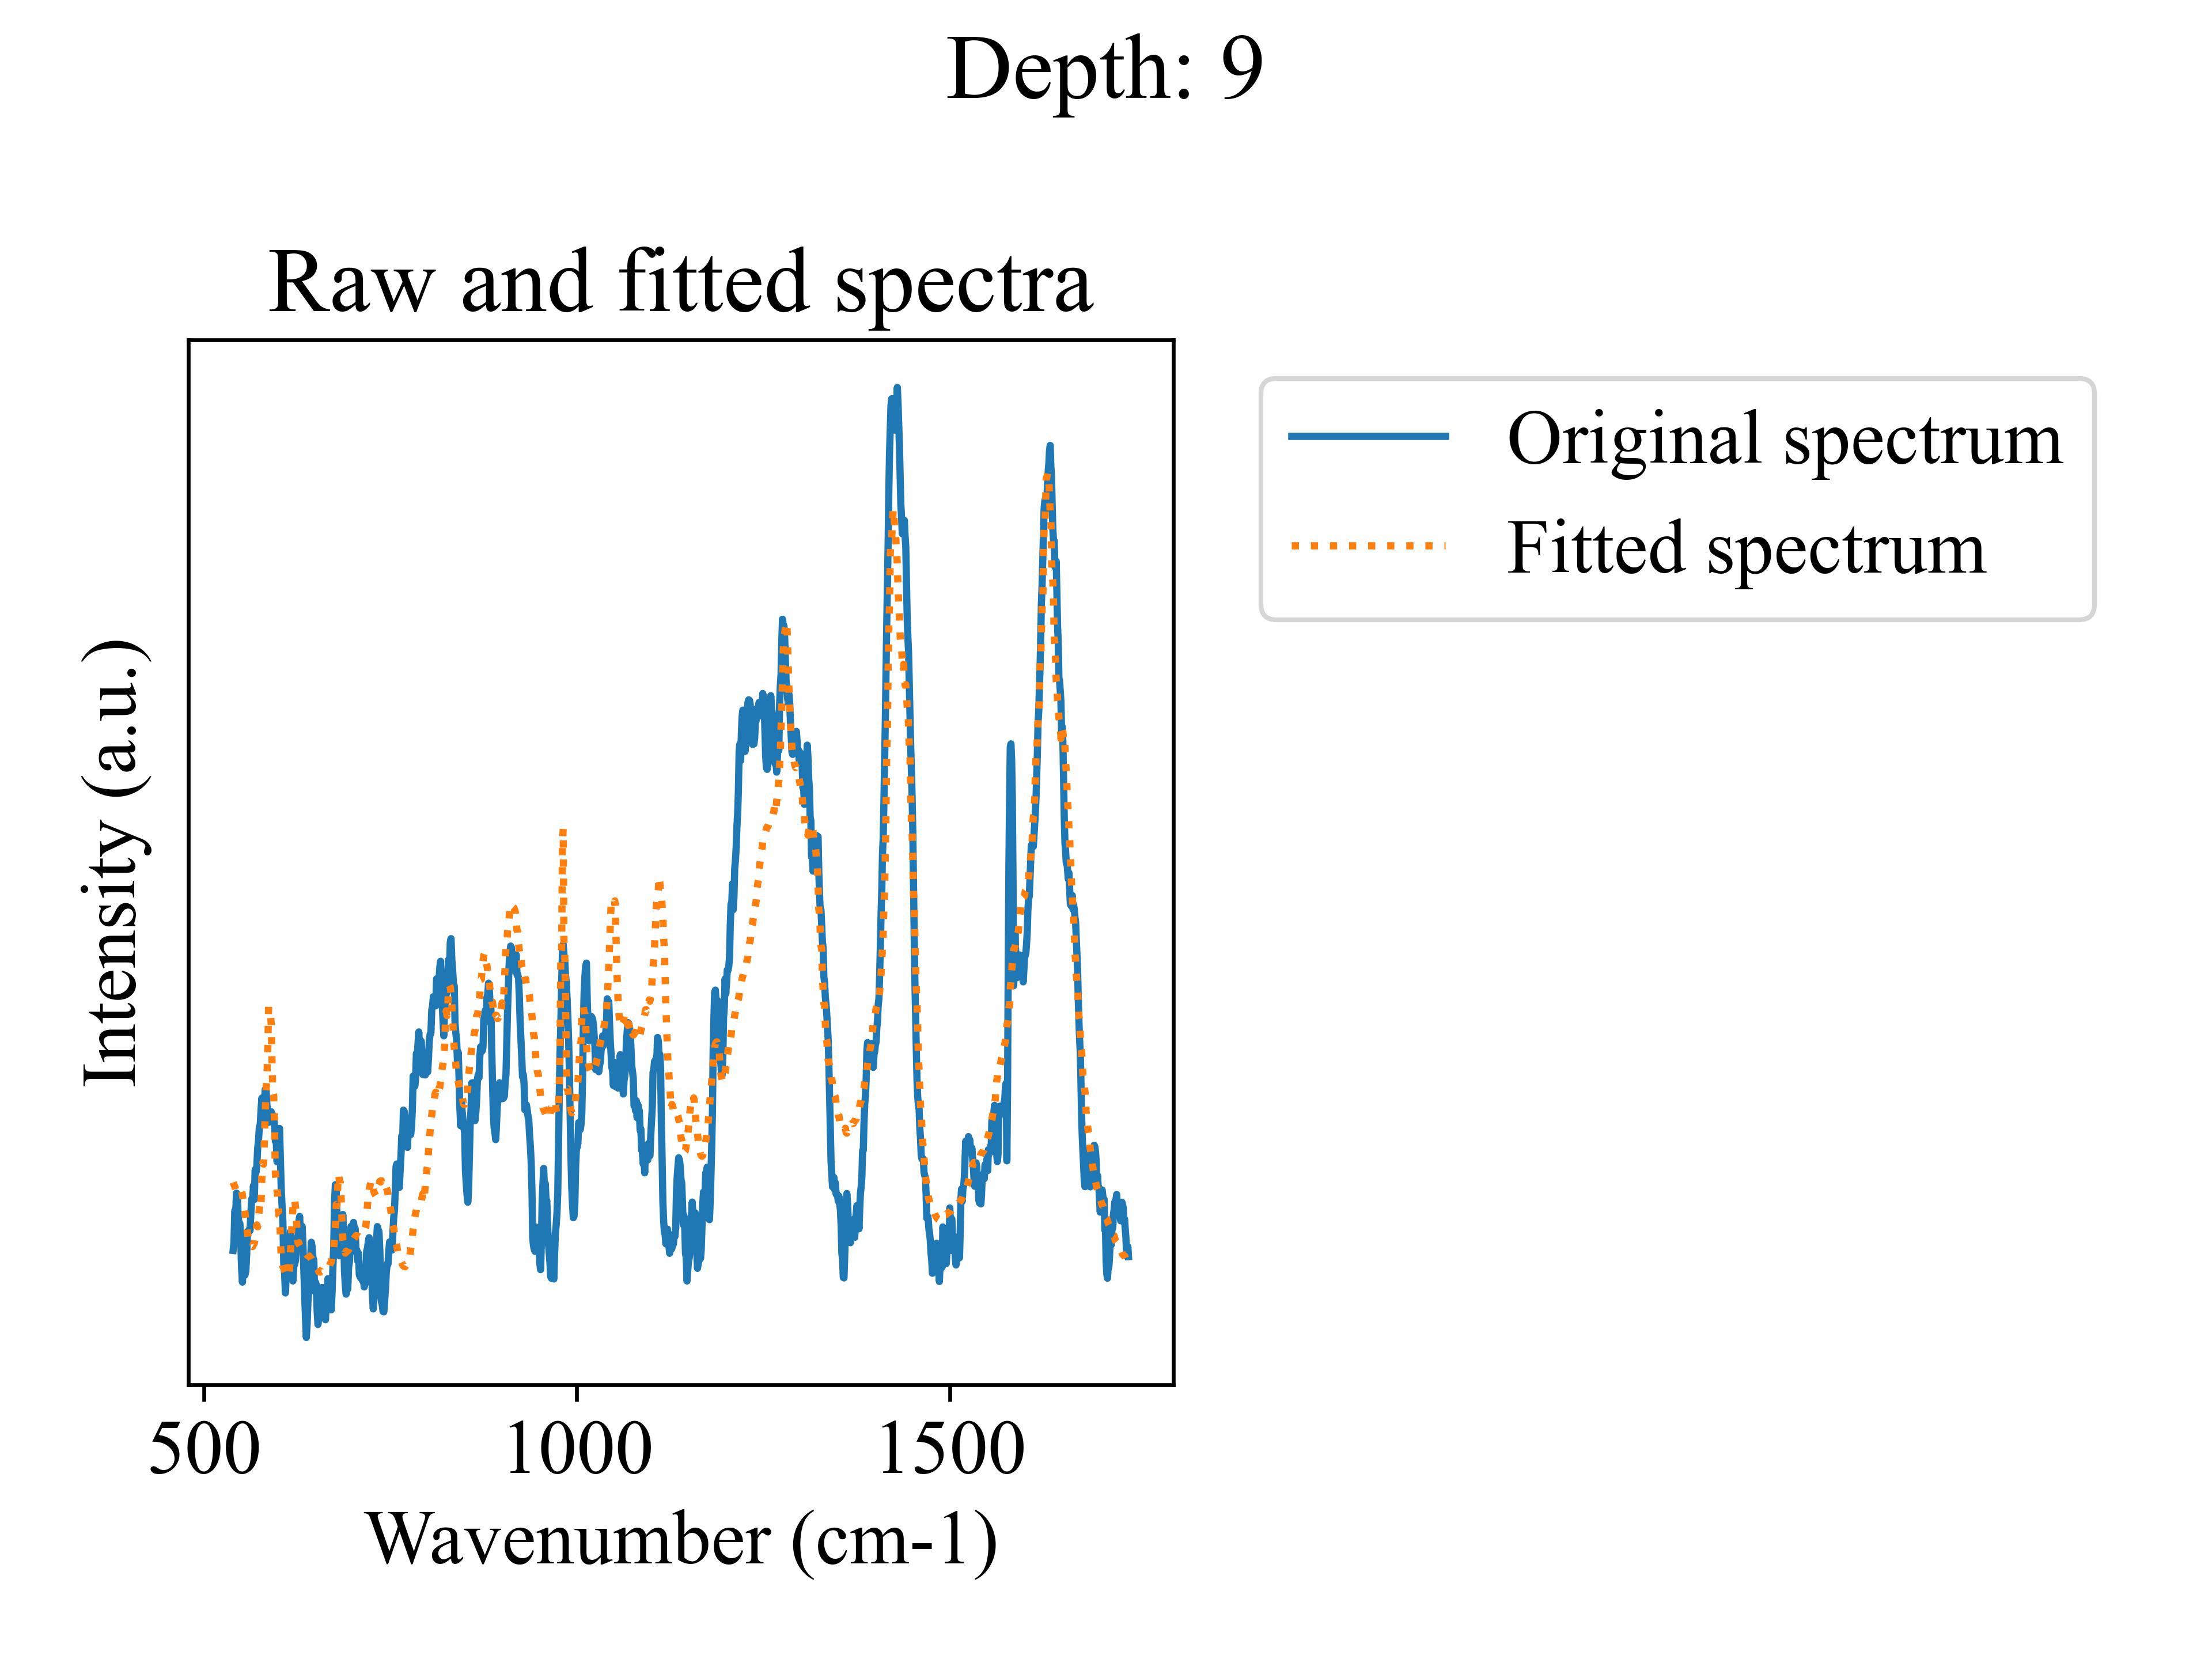 Depth: 9
Raw and fitted spectra
Original spectrum
Fitted spectrum
Intensity (a.u.)
500 1000 1500
Wavenumber (cm-1)